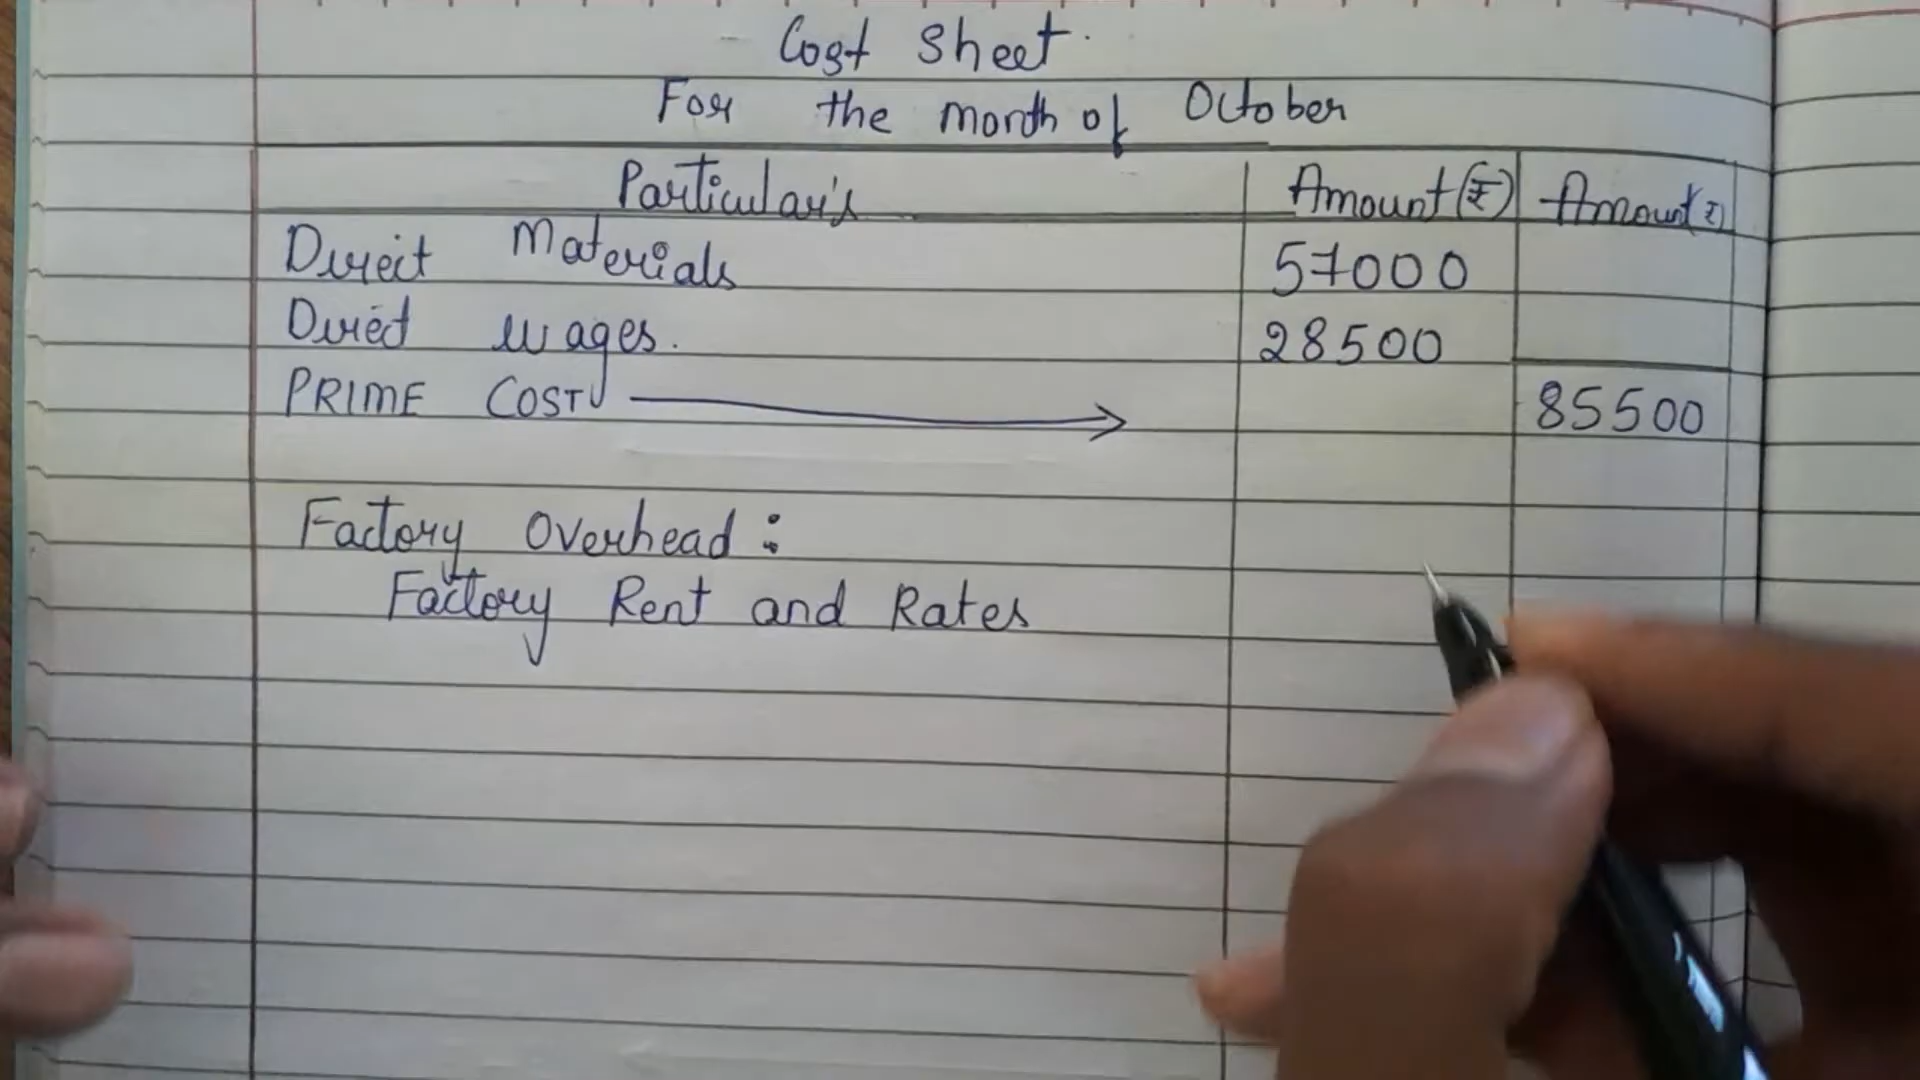 Cost Sheet
For the month of October
Particular's Amount(₹) Amount(₹)
Direct Materials 57000
Direct wages. 28500
PRIME COST → 85500
Factory Overhead :
Factory Rent and Rates